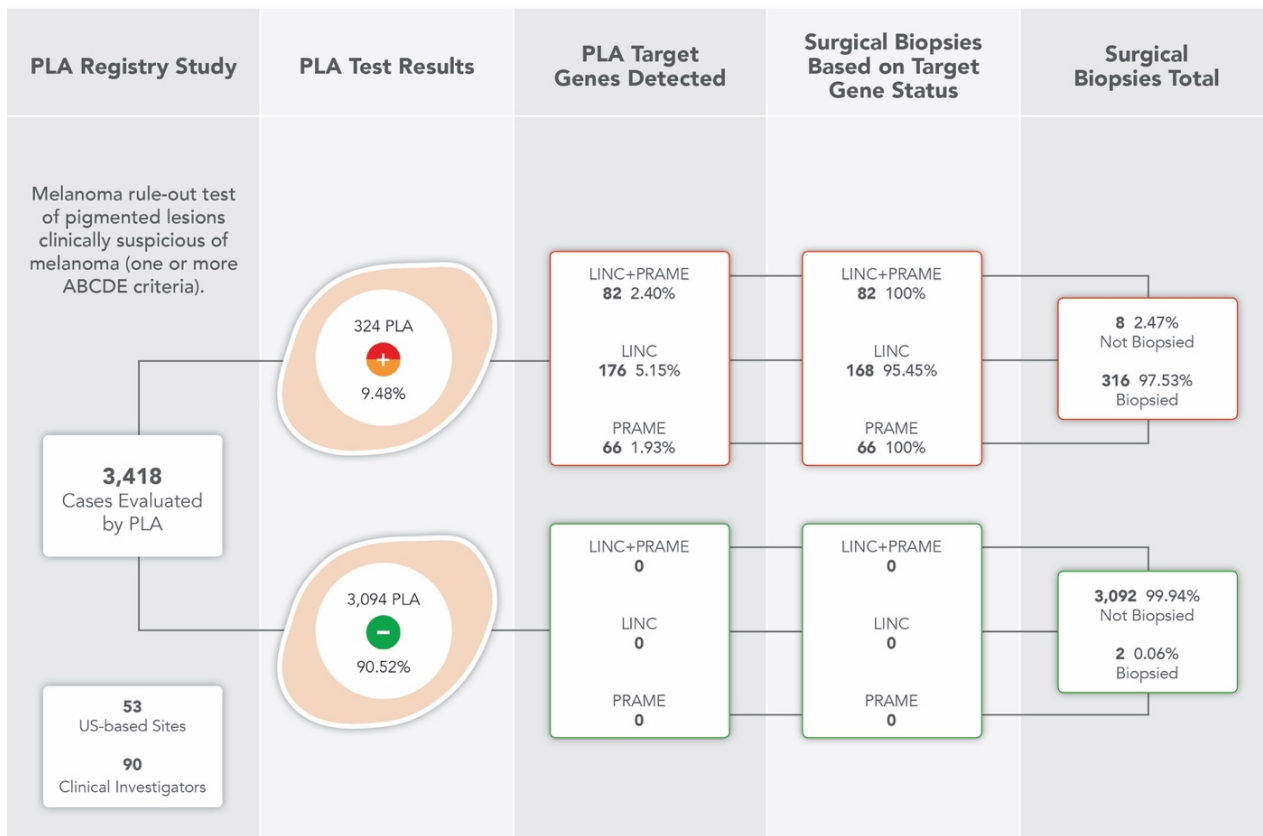 PLA Registry Study
PLA Test Results
PLA Target
Genes Detected
Surgical Biopsies
Based on Target
Gene Status
Surgical
Biopsies Total
Melanoma rule-out test
of pigmented lesions
clinically suspicious of
melanoma (one or more
ABCDE criteria).
3,418
Cases Evaluated
by PLA
53
US-based Sites
90
Clinical Investigators
324 PLA
+
9.48%
LINC+PRAME
82 2.40%
LINC
176 5.15%
PRAME
66 1.93%
LINC+PRAME
82 100%
LINC
168 95.45%
PRAME
66 100%
8 2.47%
Not Biopsied
316 97.53%
Biopsied
3,094 PLA
−
90.52%
LINC+PRAME
0
LINC
0
PRAME
0
LINC+PRAME
0
LINC
0
PRAME
0
3,092 99.94%
Not Biopsied
2 0.06%
Biopsied